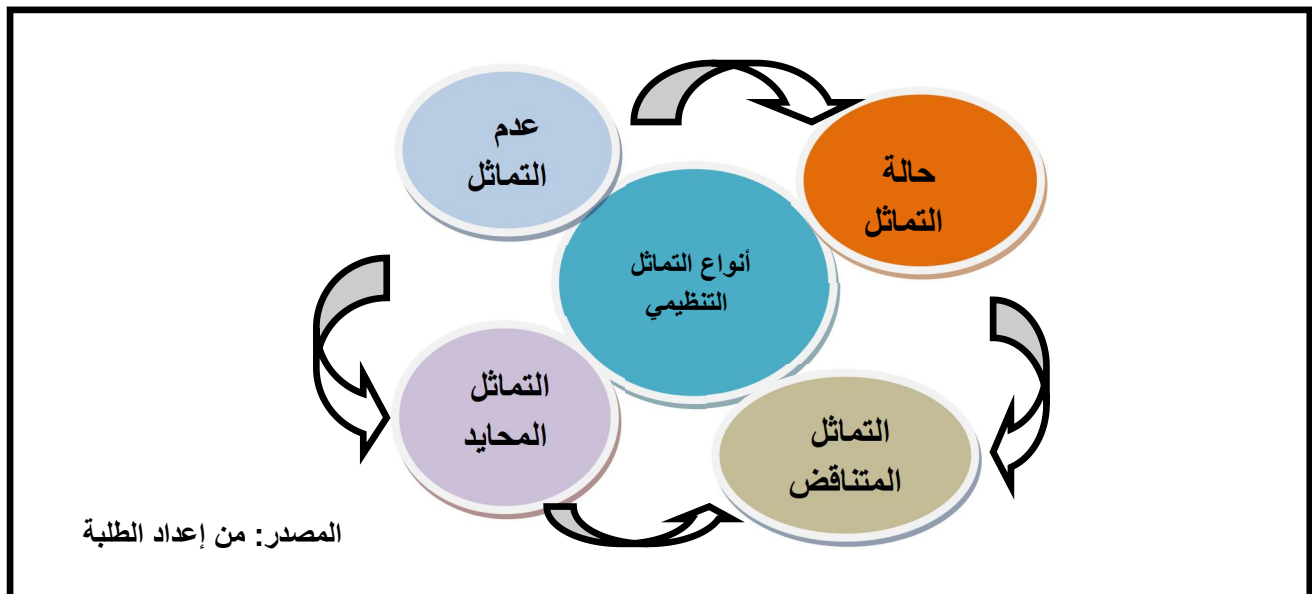 عدم
التماثل
حالة
التماثل
أنواع التماثل
التنظيمي
التماثل
المحايد
التماثل
المتناقض
المصدر: من إعداد الطلبة